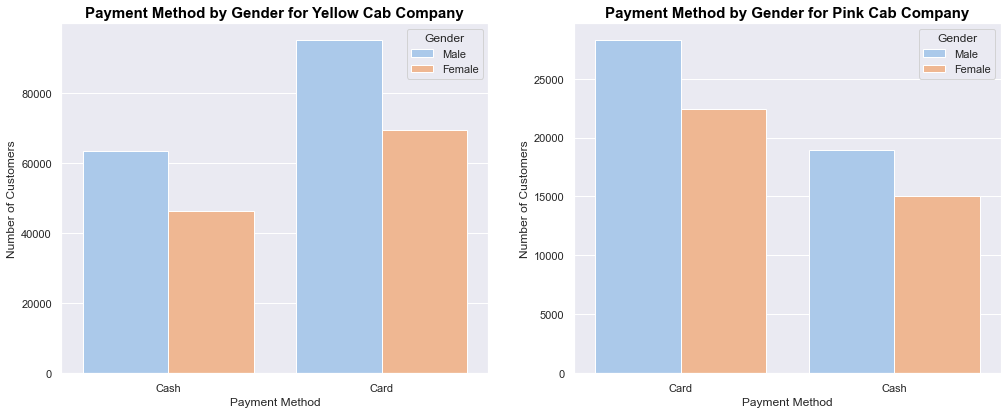 Payment Method by Gender for Yellow Cab Company
Gender
Male
Female
Number of Customers
80000
60000
40000
20000
0
Cash
Card
Payment Method
Payment Method by Gender for Pink Cab Company
Gender
Male
Female
Number of Customers
25000
20000
15000
10000
5000
0
Card
Cash
Payment Method